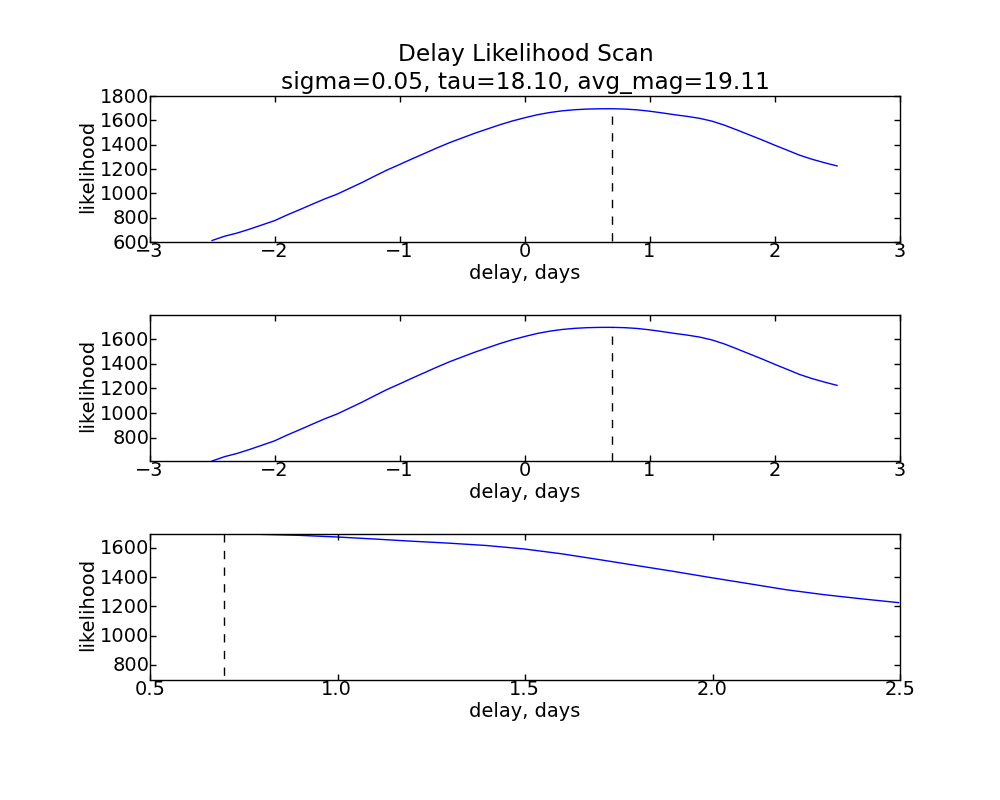 Delay Likelihood Scan
sigma=0.05, tau=18.10, avg_mag=19.11
1800
1600
1400
1200
1000
800
600
likelihood
−3 −2 −1 0 1 2 3
delay, days
1600
1400
1200
1000
800
likelihood
−3 −2 −1 0 1 2 3
delay, days
1600
1400
1200
1000
800
likelihood
0.5 1.0 1.5 2.0 2.5
delay, days